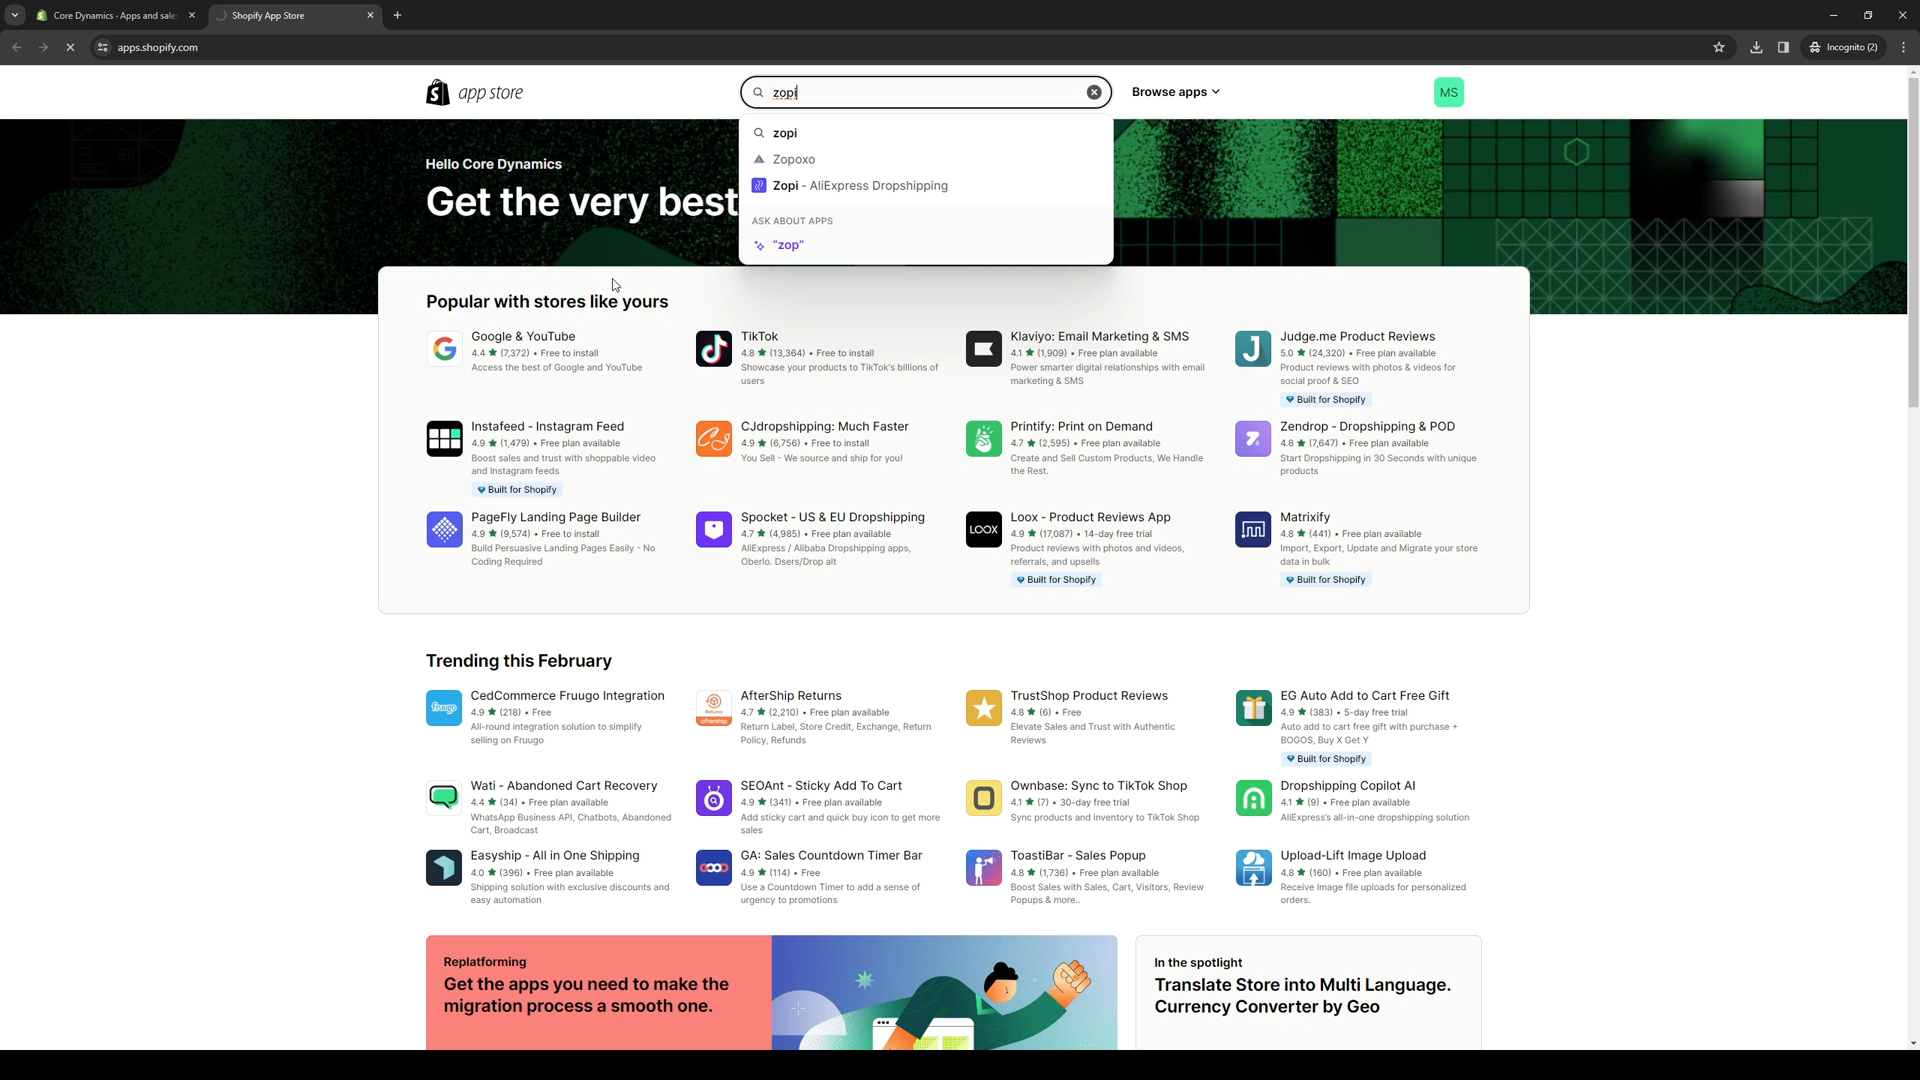 Core Dynamics - Apps and sale
Shopify App Store
apps.shopify.com
Incognito (2)
app store
zopi
Browse apps
MS
zopi
Zopoxo
Zopi - AliExpress Dropshipping
ASK ABOUT APPS
"zop"
Hello Core Dynamics
Get the very best
Popular with stores like yours
Google & YouTube
4.4 ★ (7,372) • Free to install
Access the best of Google and YouTube
TikTok
4.8 ★ (13,364) • Free to install
Showcase your products to TikTok's billions of
users
Klaviyo: Email Marketing & SMS
4.1 ★ (1,909) • Free plan available
Power smarter digital relationships with email
marketing & SMS
Judge.me Product Reviews
5.0 ★ (24,320) • Free plan available
Product reviews with photos & videos for
social proof & SEO
Built for Shopify
Instafeed - Instagram Feed
4.9 ★ (1,479) • Free plan available
Boost sales and trust with shoppable video
and Instagram feeds
Built for Shopify
CJdropshipping: Much Faster
4.9 ★ (6,756) • Free to install
You Sell - We source and ship for you!
Printify: Print on Demand
4.7 ★ (2,595) • Free plan available
Create and Sell Custom Products, We Handle
the Rest.
Zendrop - Dropshipping & POD
4.8 ★ (7,647) • Free plan available
Start Dropshipping in 30 Seconds with unique
products
PageFly Landing Page Builder
4.9 ★ (9,574) • Free to install
Build Persuasive Landing Pages Easily - No
Coding Required
Spocket - US & EU Dropshipping
4.7 ★ (4,985) • Free plan available
AliExpress / Alibaba Dropshipping apps,
Oberlo. Dsers/Drop alt
LOOX
Loox - Product Reviews App
4.9 ★ (17,087) • 14-day free trial
Product reviews with photos and videos,
referrals, and upsells
Built for Shopify
Matrixify
4.8 ★ (441) • Free plan available
Import, Export, Update and Migrate your store
data in bulk
Built for Shopify
Trending this February
fruugo
CedCommerce Fruugo Integration
4.9 ★ (218) • Free
All-round integration solution to simplify
selling on Fruugo
Returns
aftership
AfterShip Returns
4.7 ★ (2,210) • Free plan available
Return Label, Store Credit, Exchange, Return
Policy, Refunds
TrustShop Product Reviews
4.8 ★ (6) • Free
Elevate Sales and Trust with Authentic
Reviews
EG Auto Add to Cart Free Gift
4.9 ★ (383) • 5-day free trial
Auto add to cart free gift with purchase +
BOGOS, Buy X Get Y
Built for Shopify
Wati - Abandoned Cart Recovery
4.4 ★ (34) • Free plan available
WhatsApp Business API, Chatbots, Abandoned
Cart, Broadcast
SEOAnt - Sticky Add To Cart
4.9 ★ (341) • Free plan available
Add sticky cart and quick buy icon to get more
sales
Ownbase: Sync to TikTok Shop
4.1 ★ (7) • 30-day free trial
Sync products and inventory to TikTok Shop
Dropshipping Copilot AI
4.1 ★ (9) • Free plan available
AliExpress's all-in-one dropshipping solution
Easyship - All in One Shipping
4.0 ★ (396) • Free plan available
Shipping solution with exclusive discounts and
easy automation
GA: Sales Countdown Timer Bar
4.9 ★ (114) • Free
Use a Countdown Timer to add a sense of
urgency to promotions
ToastiBar - Sales Popup
4.8 ★ (1,736) • Free plan available
Boost Sales with Sales, Cart, Visitors, Review
Popups & more..
Upload-Lift Image Upload
4.8 ★ (160) • Free plan available
Receive Image file uploads for personalized
orders.
Replatforming
Get the apps you need to make the
migration process a smooth one.
In the spotlight
Translate Store into Multi Language.
Currency Converter by Geo